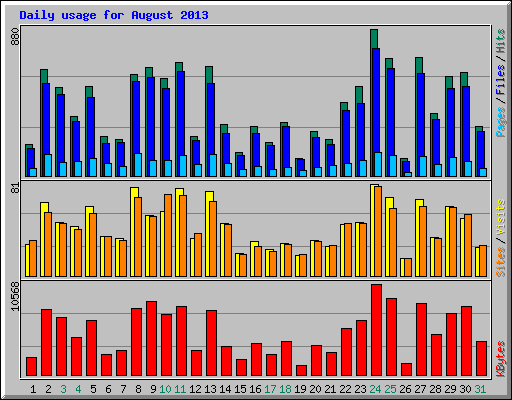 Daily usage for August 2013
880
Pages / Files / Hits
81
Sites / Visits
10568
KBytes
1 2 3 4 5 6 7 8 9 10 11 12 13 14 15 16 17 18 19 20 21 22 23 24 25 26 27 28 29 30 31